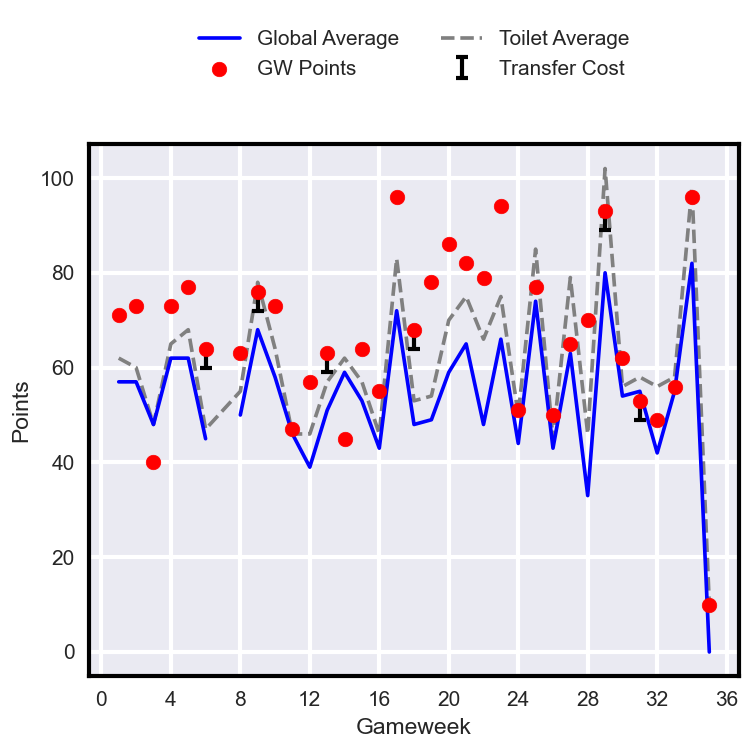 Global Average
Toilet Average
GW Points
Transfer Cost
100
80
60
40
20
0
Points
0 4 8 12 16 20 24 28 32 36
Gameweek